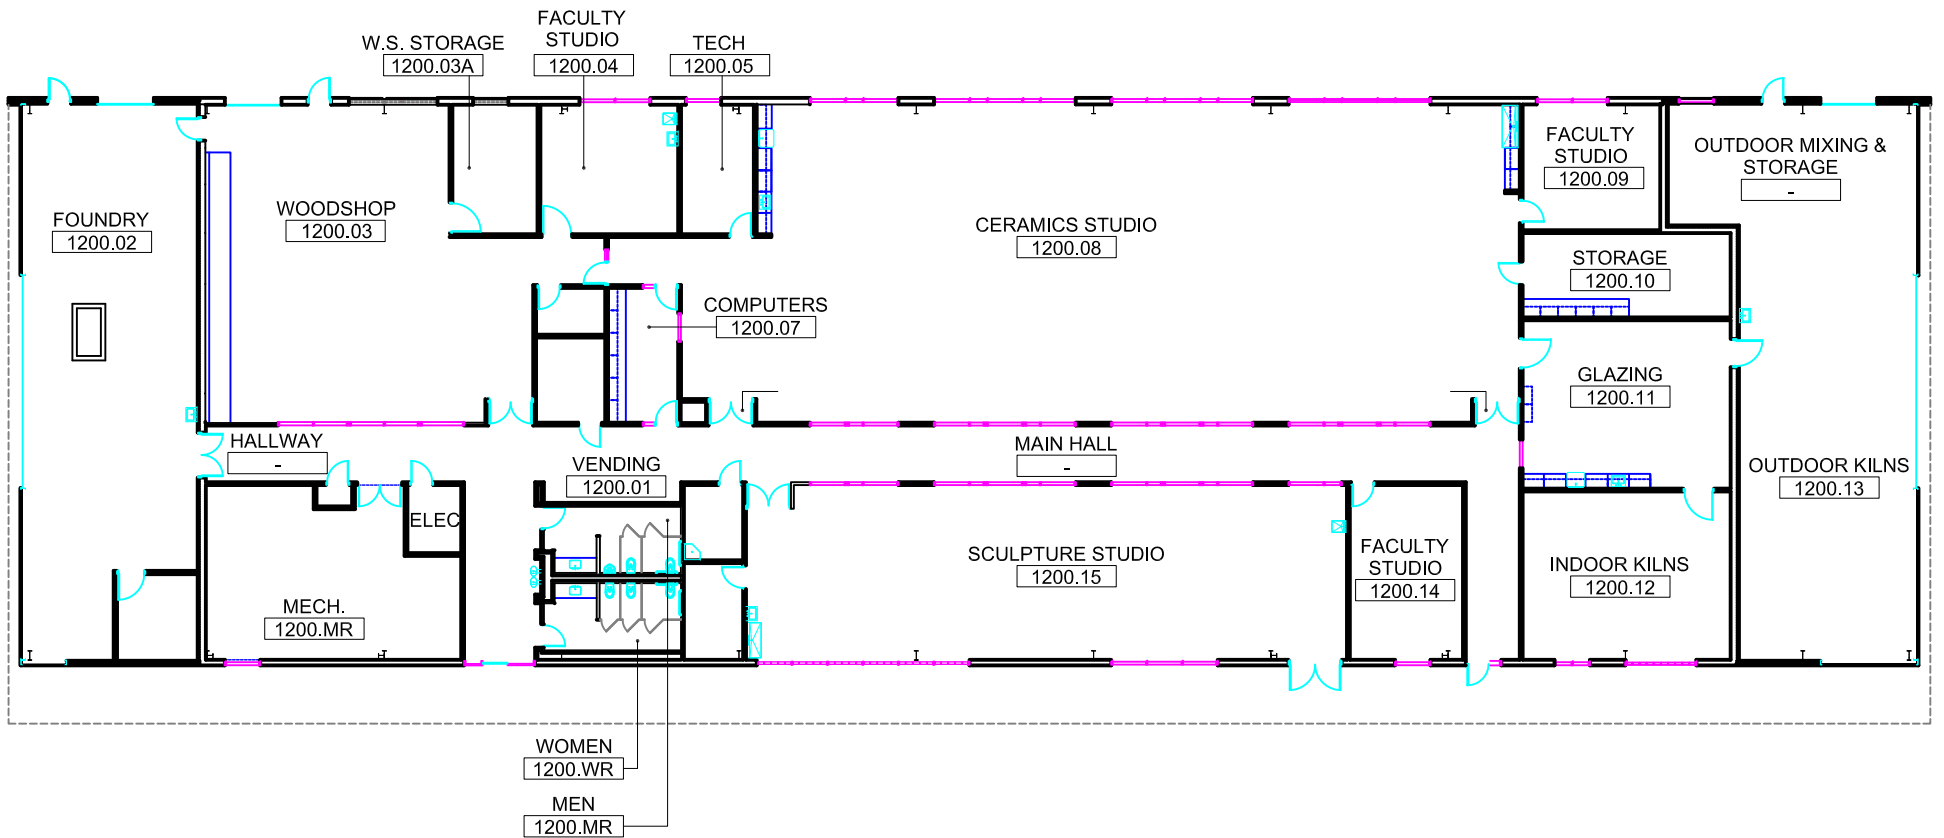 FACULTY
STUDIO
1200.04
W.S. STORAGE
1200.03A
TECH
1200.05
FACULTY
STUDIO
1200.09
OUTDOOR MIXING &
STORAGE
-
FOUNDRY
1200.02
WOODSHOP
1200.03
CERAMICS STUDIO
1200.08
STORAGE
1200.10
COMPUTERS
1200.07
GLAZING
1200.11
HALLWAY
-
MAIN HALL
-
VENDING
1200.01
OUTDOOR KILNS
1200.13
ELEC
SCULPTURE STUDIO
1200.15
FACULTY
STUDIO
1200.14
INDOOR KILNS
1200.12
MECH.
1200.MR
WOMEN
1200.WR
MEN
1200.MR